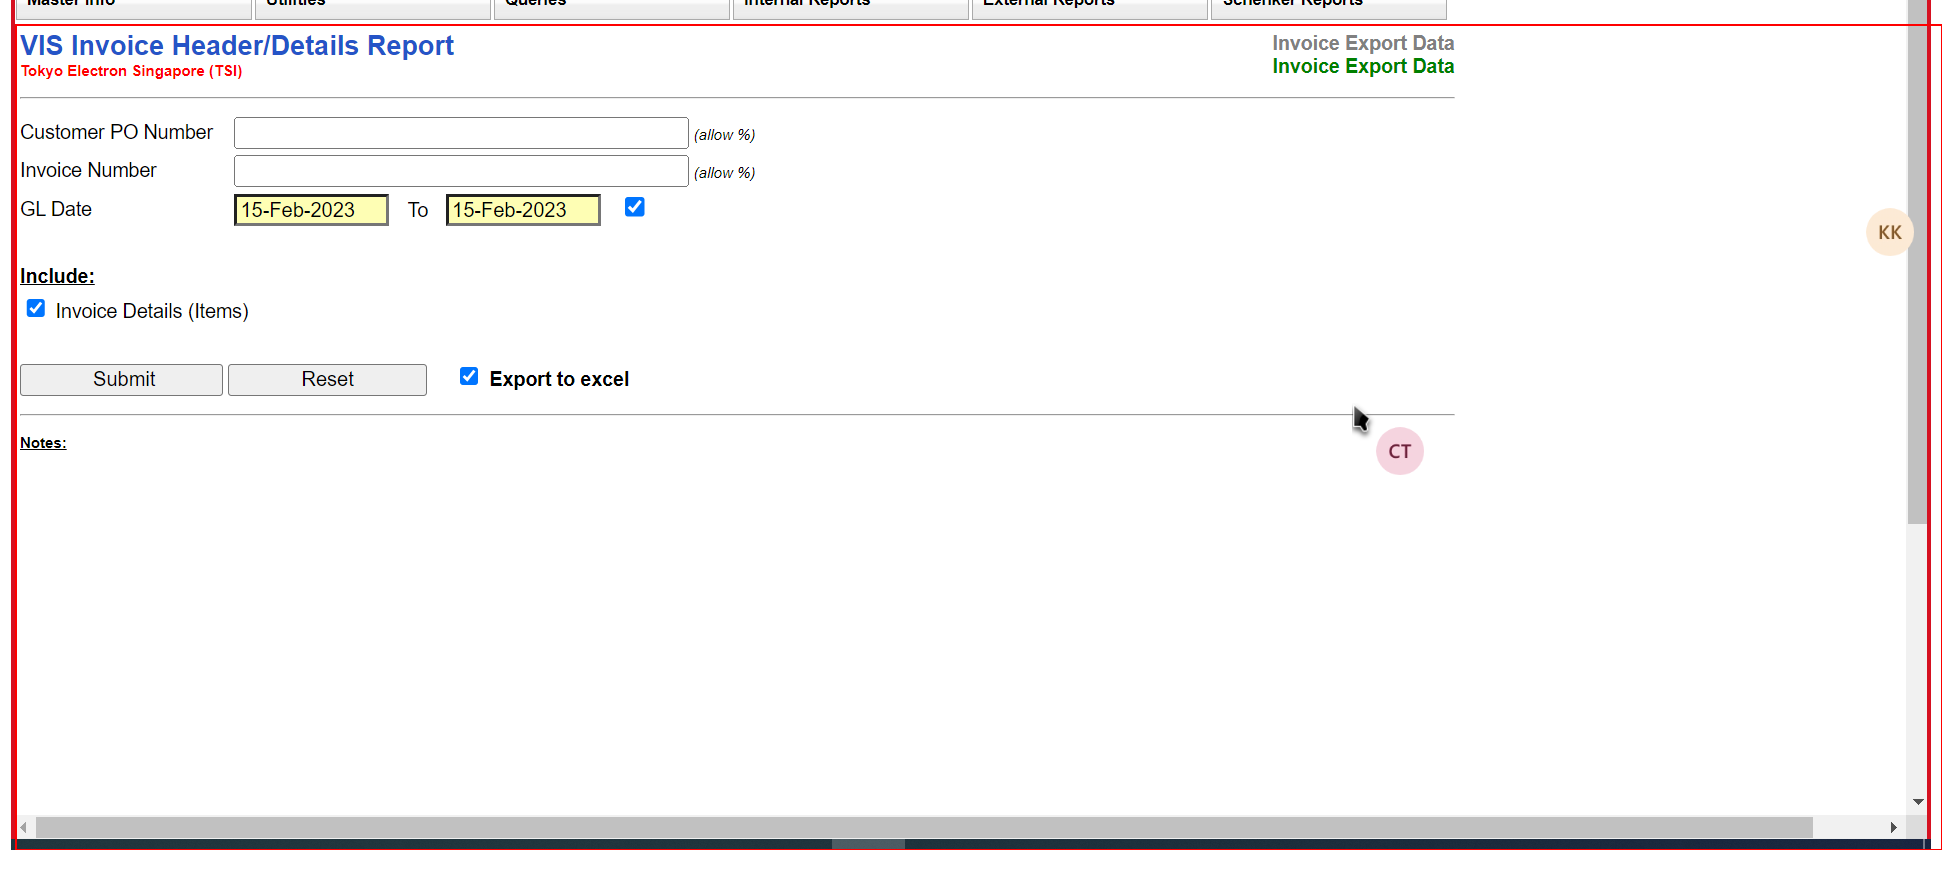 Master Info Utilities Queries Internal Reports External Reports Schenker Reports
VIS Invoice Header/Details Report
Tokyo Electron Singapore (TSI)
Invoice Export Data
Invoice Export Data
Customer PO Number (allow %)
Invoice Number (allow %)
GL Date 15-Feb-2023 To 15-Feb-2023
KK
Include:
Invoice Details (Items)
Submit Reset Export to excel
Notes:
CT